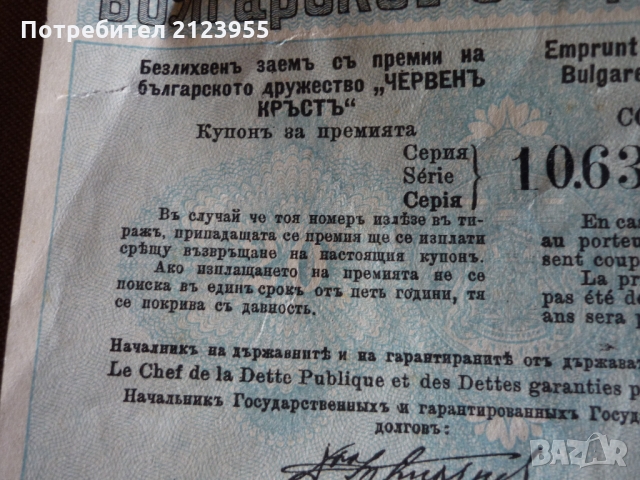 Потребител 2123955
Безлихвенъ заемъ съ премии на
българското дружество „ЧЕРВЕНЪ
КРЪСТЪ“
Emprunt
Bulgare
Купонъ за премията
Серия
Série
Серія
10.63
Въ случай че тоя номеръ излѣзе въ ти-
ражъ, припадащата се премия ще се изплати
срѣщу възвръщане на настоящия купонъ.
Ако изплащането на премията не се
поиска въ единъ срокъ отъ петь години, тя
се покрива съ давность.
En cas
au porteu
sent coup
La pri
pas été de
ans sera p
Началникъ на държавнитѣ и на гарантиранитѣ отъ държава
Le Chef de la Dette Publique et des Dettes garanties p
Начальникъ Государственныхъ и гарантированныхъ Госуд
долговъ:
BAZAR